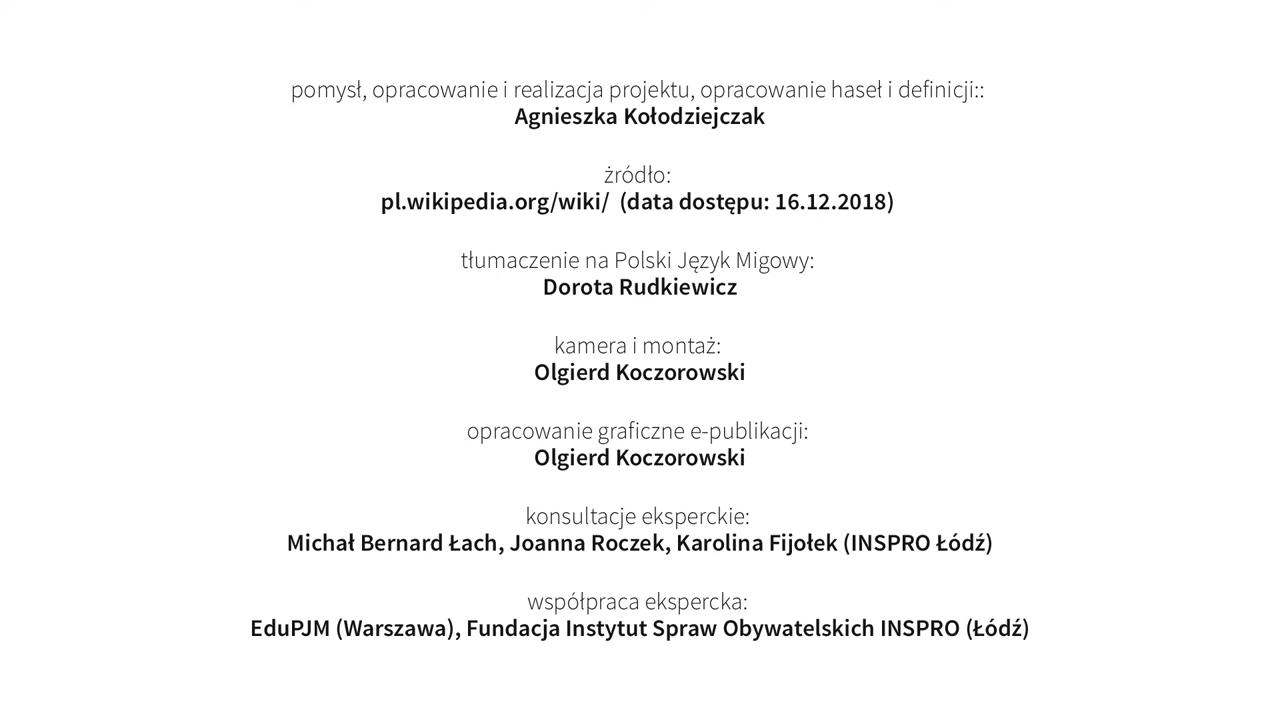 pomysł, opracowanie i realizacja projektu, opracowanie haseł i definicji::
Agnieszka Kołodziejczak
żródło:
pl.wikipedia.org/wiki/  (data dostępu: 16.12.2018)
tłumaczenie na Polski Język Migowy:
Dorota Rudkiewicz
kamera i montaż:
Olgierd Koczorowski
opracowanie graficzne e-publikacji:
Olgierd Koczorowski
konsultacje eksperckie:
Michał Bernard Łach, Joanna Roczek, Karolina Fijołek (INSPRO Łódź)
współpraca ekspercka:
EduPJM (Warszawa), Fundacja Instytut Spraw Obywatelskich INSPRO (Łódź)